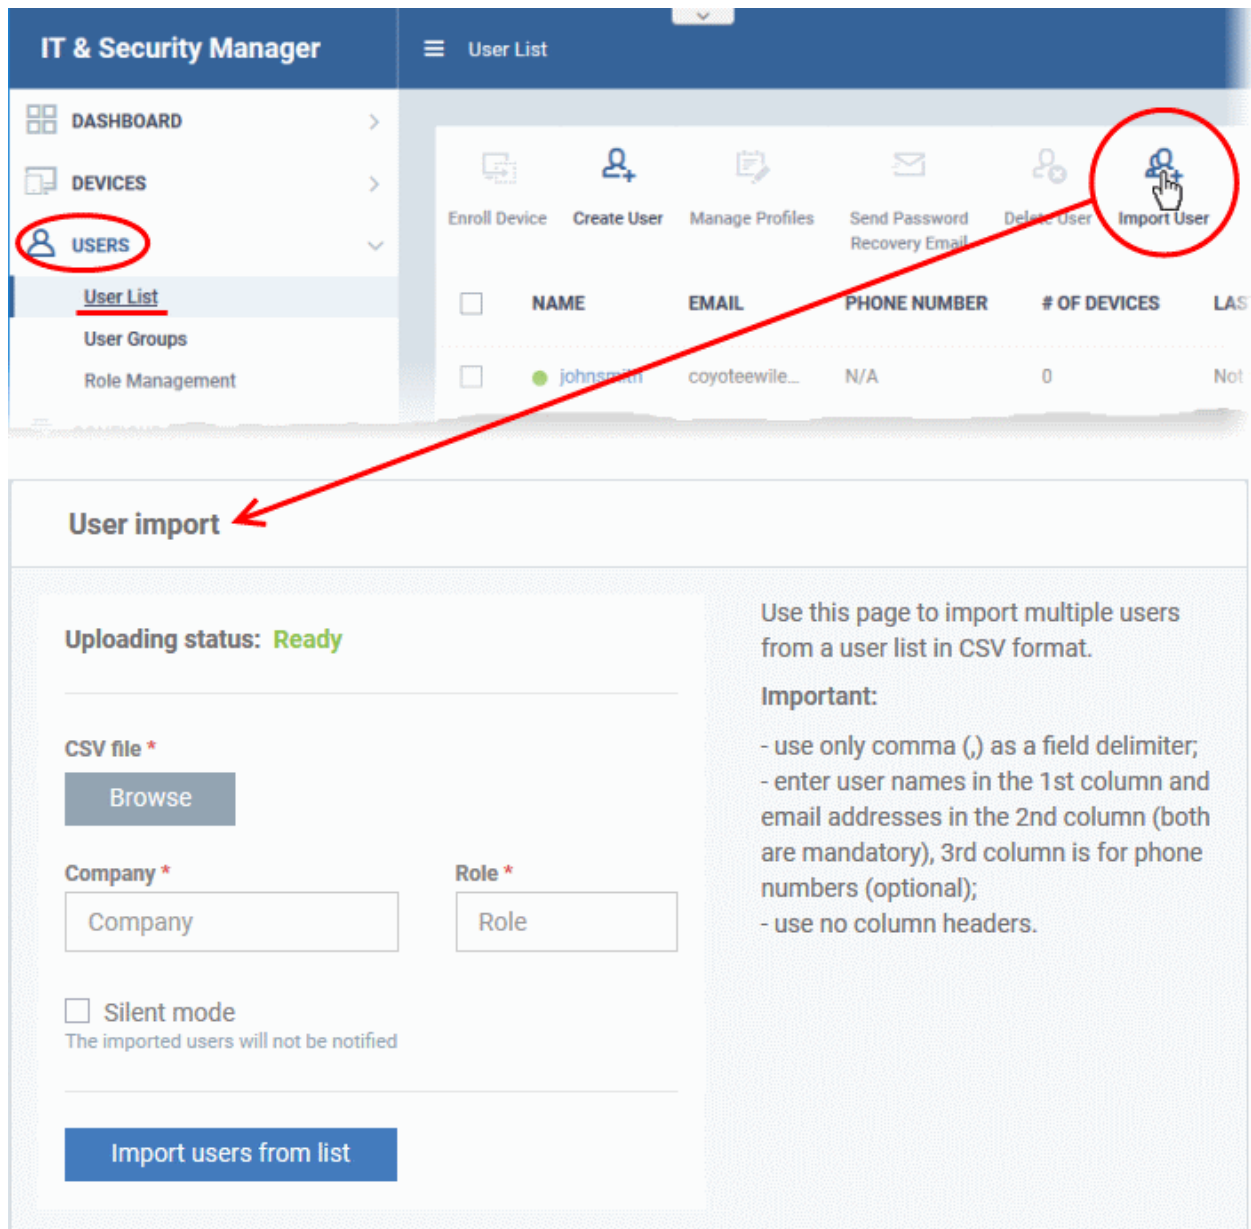 IT & Security Manager
User List
DASHBOARD
DEVICES
USERS
User List
User Groups
Role Management
Enroll Device
Create User
Manage Profiles
Send Password
Recovery Email
Delete User
Import User
NAME
EMAIL
PHONE NUMBER
# OF DEVICES
LAS
johnsmith
coyoteewile...
N/A
0
Not
User import
Uploading status: Ready
CSV file *
Browse
Company *
Role *
Company
Role
Silent mode
The imported users will not be notified
Import users from list
Use this page to import multiple users
from a user list in CSV format.
Important:
- use only comma (,) as a field delimiter;
- enter user names in the 1st column and
email addresses in the 2nd column (both
are mandatory), 3rd column is for phone
numbers (optional);
- use no column headers.